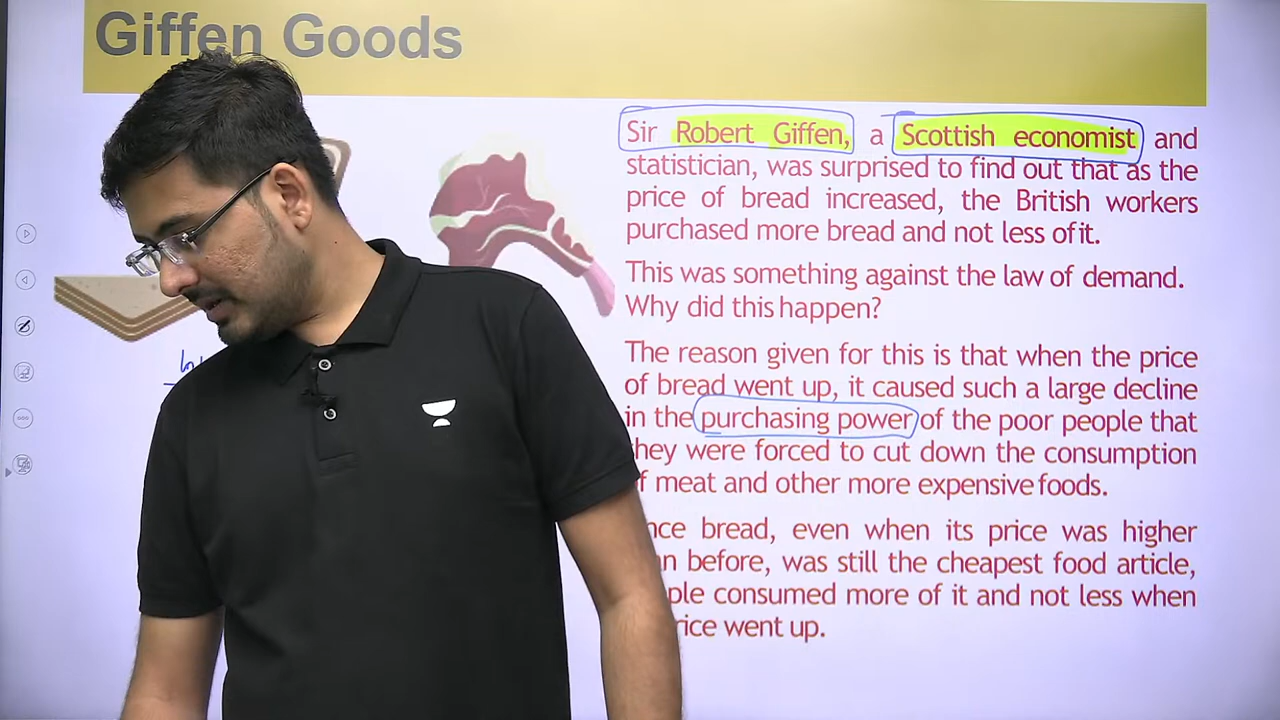 Giffen Goods
Sir Robert Giffen, a Scottish economist and
statistician, was surprised to find out that as the
price of bread increased, the British workers
purchased more bread and not less of it.
This was something against the law of demand.
Why did this happen?
The reason given for this is that when the price
of bread went up, it caused such a large decline
in the purchasing power of the poor people that
they were forced to cut down the consumption
of meat and other more expensive foods.
bread, even when its price was higher
before, was still the cheapest food article,
consumed more of it and not less when
went up.